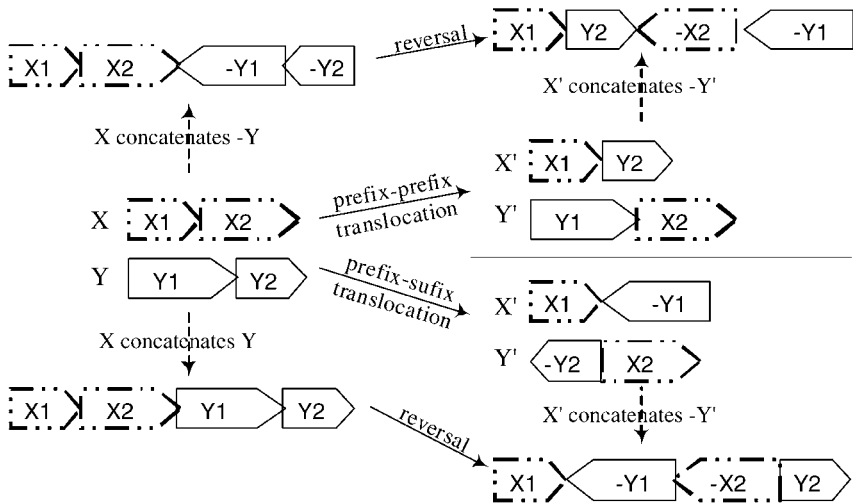 X1 X2 -Y1 -Y2
reversal
X1 Y2 -X2 -Y1
X concatenates -Y
X' concatenates -Y'
X' X1 Y2
X X1 X2
prefix-prefix
translocation
Y' Y1 X2
Y Y1 Y2
prefix-sufix
translocation
X' X1 -Y1
X concatenates Y
Y' -Y2 X2
X1 X2 Y1 Y2
reversal
X' concatenates -Y'
X1 -Y1 -X2 Y2